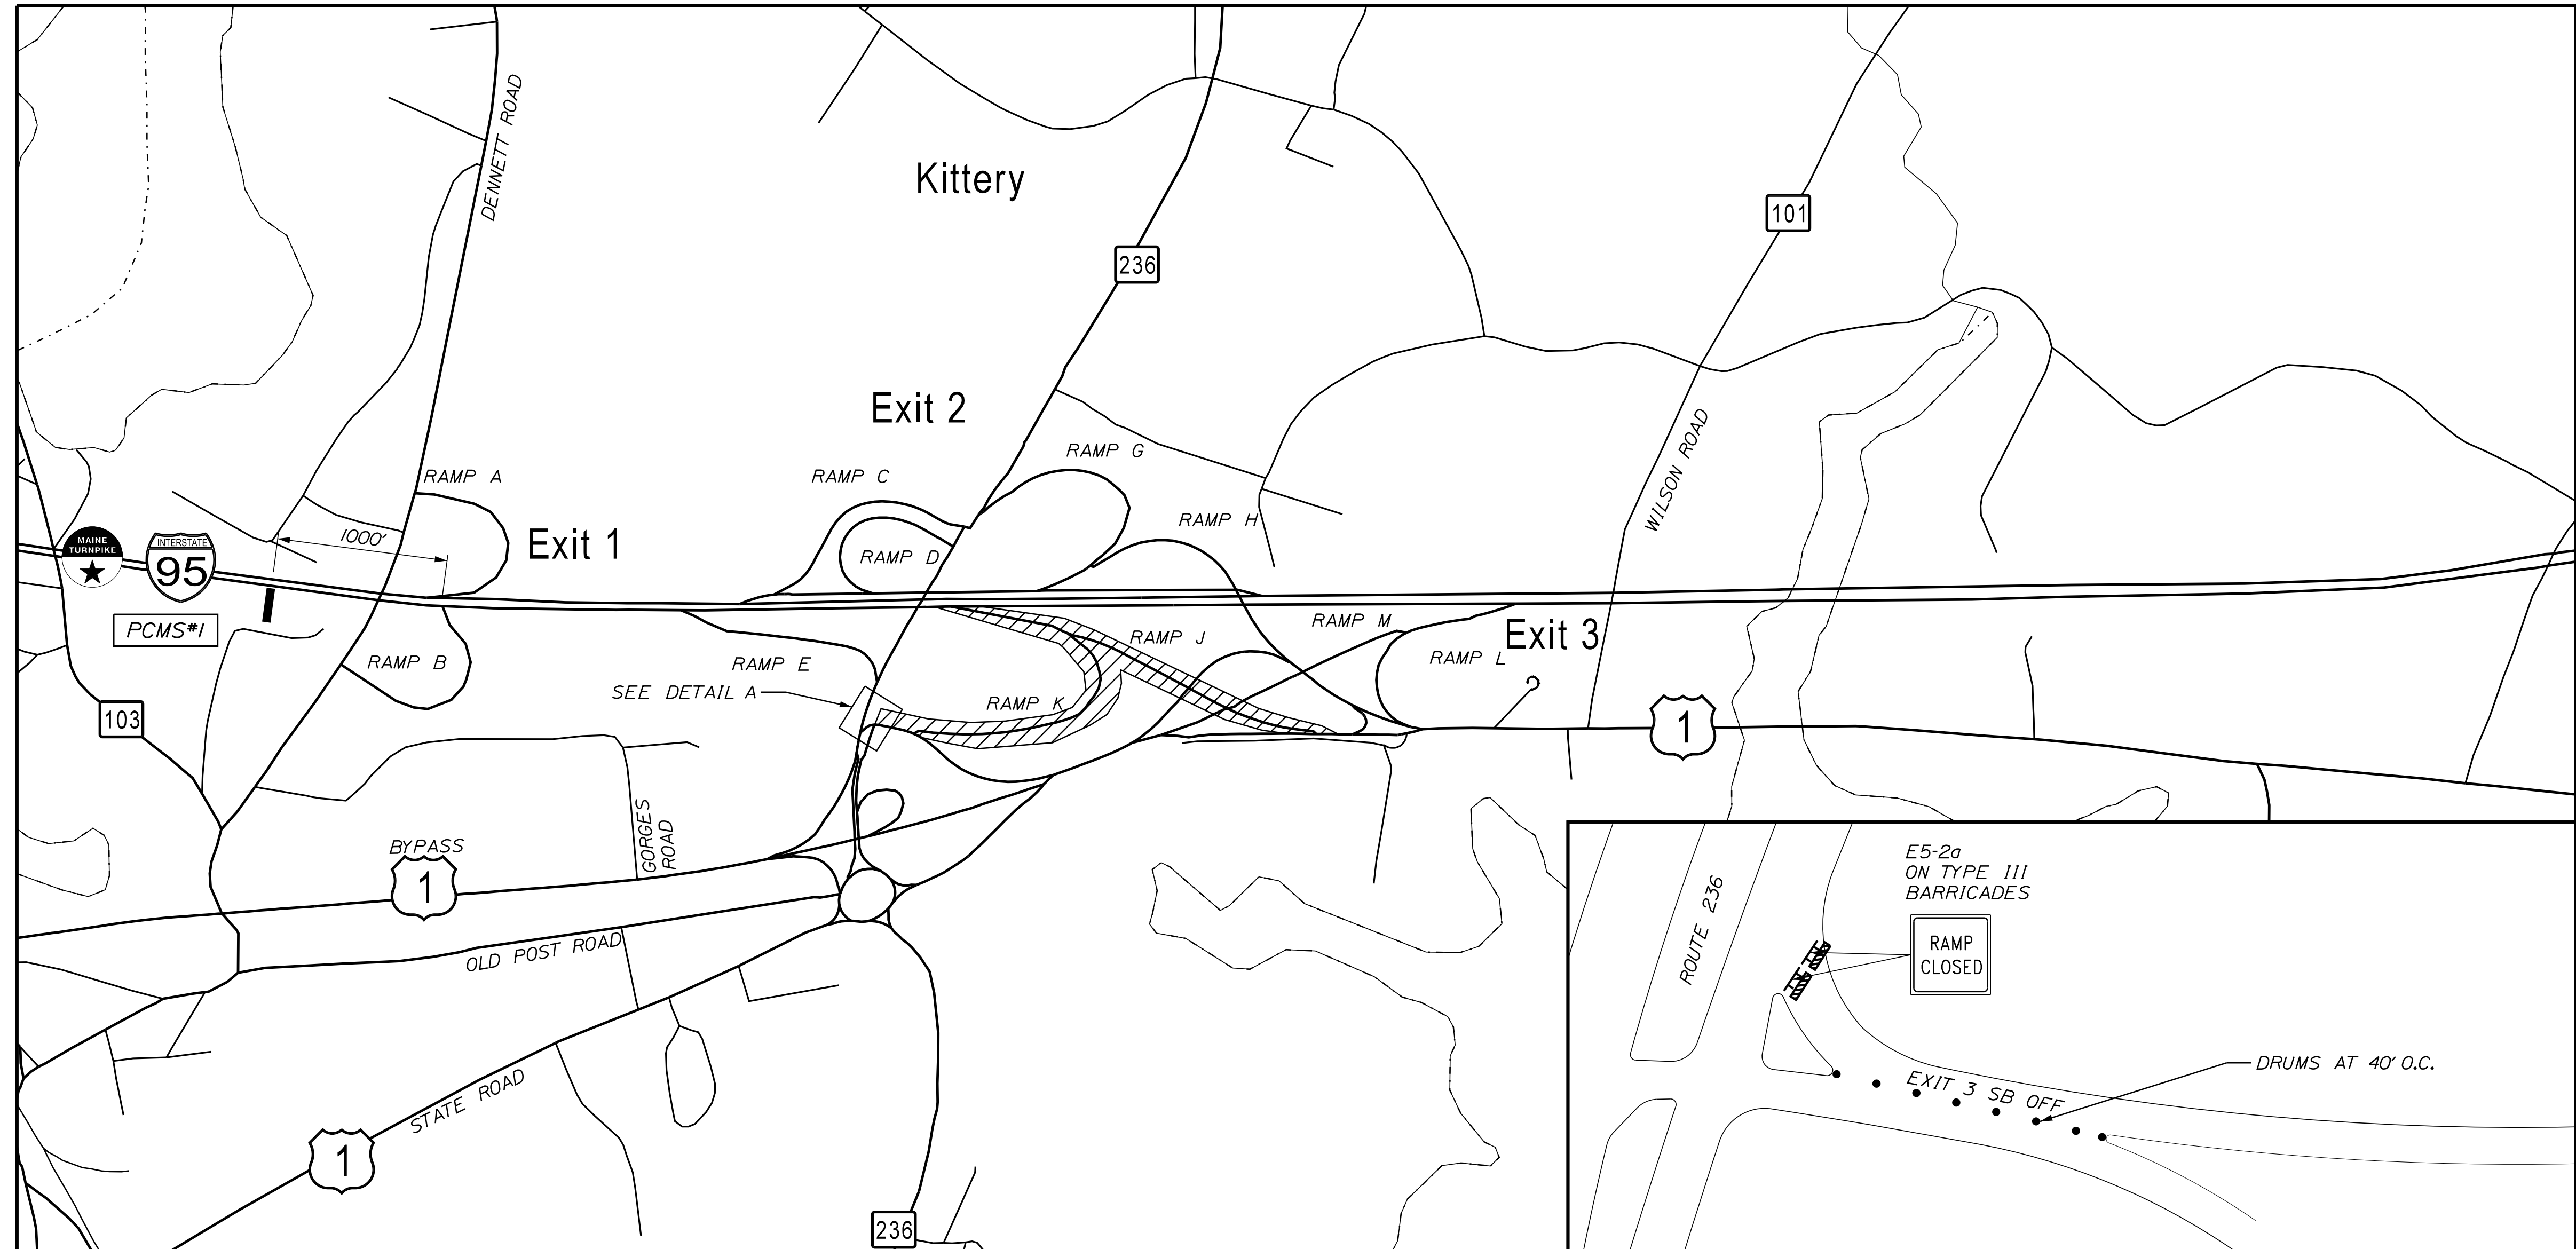 DENNETT ROAD
Kittery
101
236
Exit 2
WILSON ROAD
RAMP G
RAMP A
RAMP C
RAMP H
1000'
Exit 1
MAINE
TURNPIKE
INTERSTATE
95
RAMP D
PCMS#1
RAMP M
RAMP J
Exit 3
RAMP B
RAMP E
RAMP L
SEE DETAIL A
RAMP K
103
1
GORGES
ROAD
BYPASS
1
OLD POST ROAD
STATE ROAD
1
236
E5-2a
ON TYPE III
BARRICADES
ROUTE 236
RAMP
CLOSED
DRUMS AT 40' O.C.
EXIT 3 SB OFF